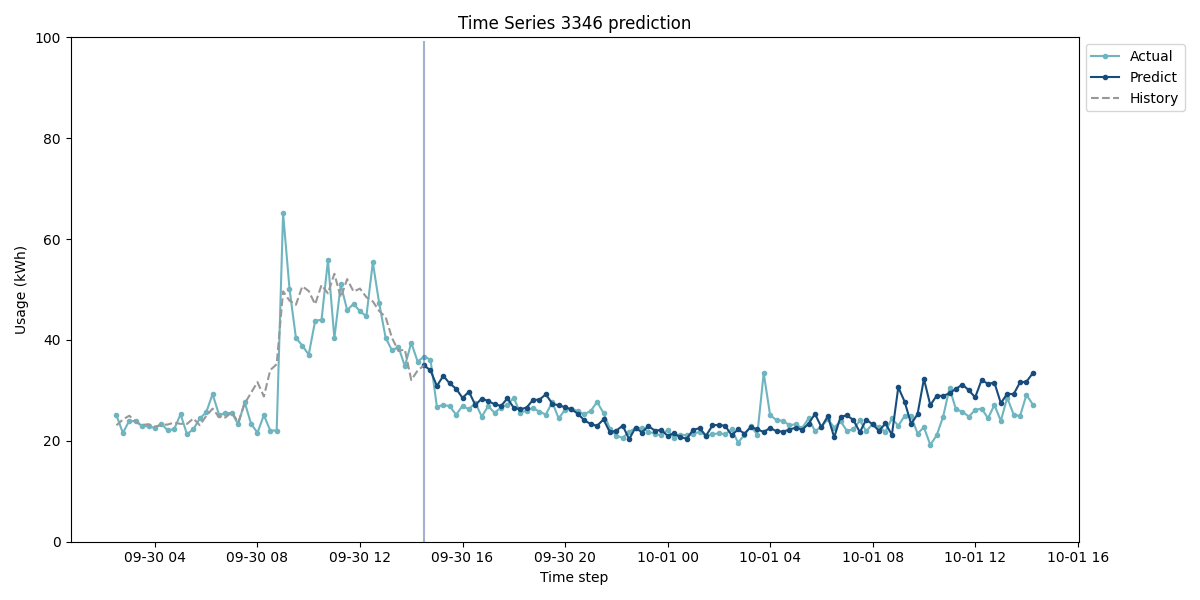 Time Series 3346 prediction
100
80
60
40
20
0
Usage (kWh)
09-30 04
09-30 08
09-30 12
09-30 16
09-30 20
10-01 00
10-01 04
10-01 08
10-01 12
10-01 16
Time step
Actual
Predict
History